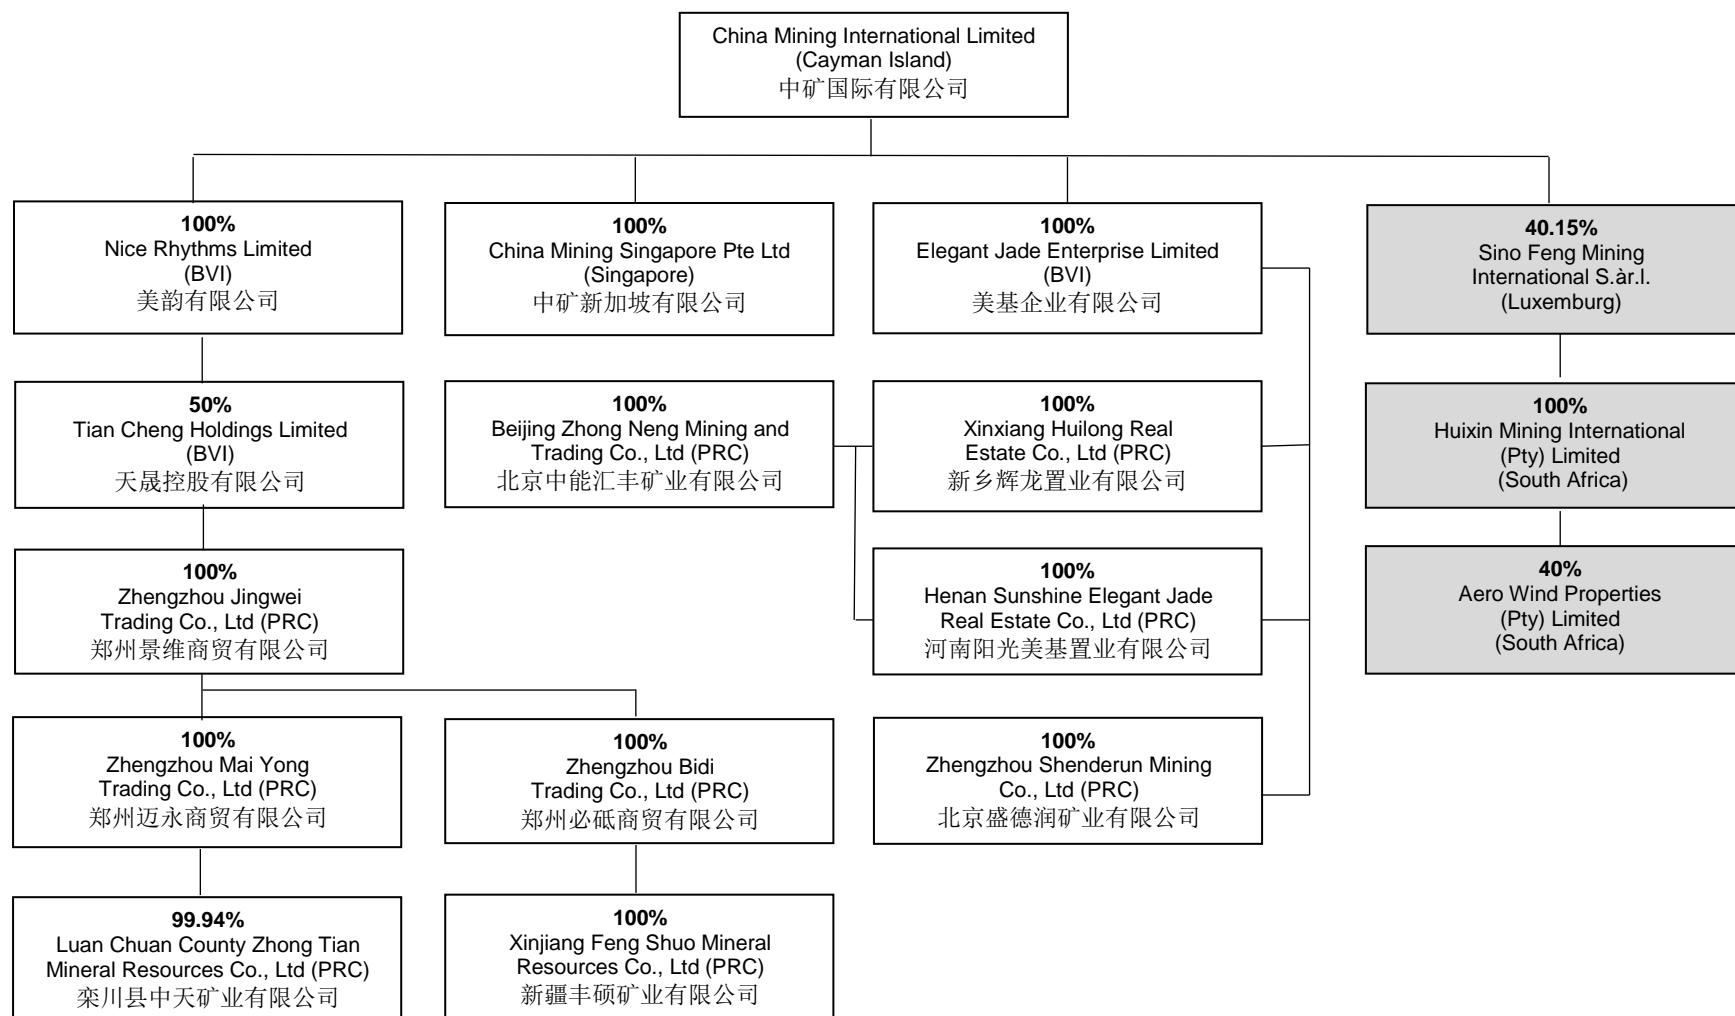 China Mining International Limited
(Cayman Island)
中矿国际有限公司
100%
Nice Rhythms Limited
(BVI)
美韵有限公司
100%
China Mining Singapore Pte Ltd
(Singapore)
中矿新加坡有限公司
100%
Elegant Jade Enterprise Limited
(BVI)
美基企业有限公司
40.15%
Sino Feng Mining
International S.àr.l.
(Luxemburg)
50%
Tian Cheng Holdings Limited
(BVI)
天晟控股有限公司
100%
Beijing Zhong Neng Mining and
Trading Co., Ltd (PRC)
北京中能汇丰矿业有限公司
100%
Xinxiang Huilong Real
Estate Co., Ltd (PRC)
新乡辉龙置业有限公司
100%
Huixin Mining International
(Pty) Limited
(South Africa)
100%
Zhengzhou Jingwei
Trading Co., Ltd (PRC)
郑州景维商贸有限公司
100%
Henan Sunshine Elegant Jade
Real Estate Co., Ltd (PRC)
河南阳光美基置业有限公司
40%
Aero Wind Properties
(Pty) Limited
(South Africa)
100%
Zhengzhou Mai Yong
Trading Co., Ltd (PRC)
郑州迈永商贸有限公司
100%
Zhengzhou Bidi
Trading Co., Ltd (PRC)
郑州必砥商贸有限公司
100%
Zhengzhou Shenderun Mining
Co., Ltd (PRC)
北京盛德润矿业有限公司
99.94%
Luan Chuan County Zhong Tian
Mineral Resources Co., Ltd (PRC)
栾川县中天矿业有限公司
100%
Xinjiang Feng Shuo Mineral
Resources Co., Ltd (PRC)
新疆丰硕矿业有限公司